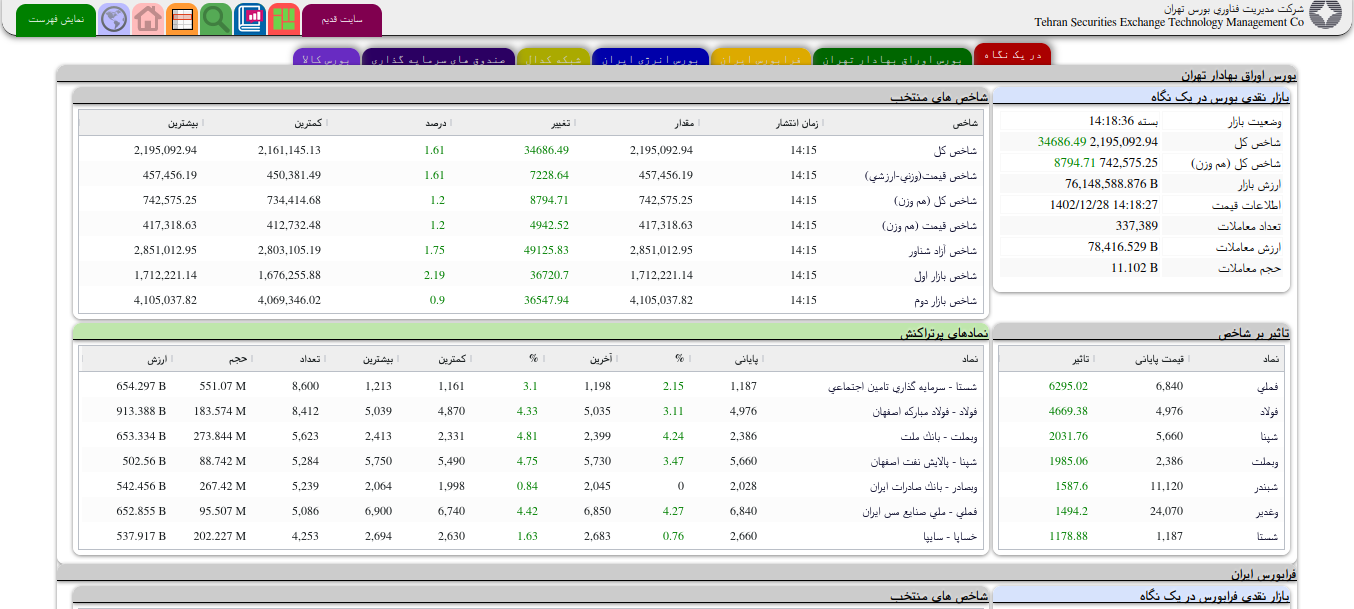 شركت مديريت فناوري بورس تهران
Tehran Securities Exchange Technology Management Co
سایت قدیم
نمایش فهرست
در یک نگاه
بورس اوراق بهادار تهران
فرابورس ایران
بورس انرژی ایران
شبکه کدال
صندوق های سرمایه گذاری
بورس کالا
بورس اوراق بهادار تهران
بازار نقدی بورس در یک نگاه
وضعیت بازار بسته 14:18:36
شاخص کل 2,195,092.94 34686.49
شاخص کل (هم وزن) 742,575.25 8794.71
ارزش بازار 76,148,588.876 B
اطلاعات قیمت 1402/12/28 14:18:27
تعداد معاملات 337,389
ارزش معاملات 78,416.529 B
حجم معاملات 11.102 B
شاخص های منتخب
شاخص زمان انتشار مقدار تغییر درصد کمترین بیشترین
شاخص كل 14:15 2,195,092.94 34686.49 1.61 2,161,145.13 2,195,092.94
شاخص قيمت(وزني-ارزشي) 14:15 457,456.19 7228.64 1.61 450,381.49 457,456.19
شاخص كل (هم وزن) 14:15 742,575.25 8794.71 1.2 734,414.68 742,575.25
شاخص قيمت (هم وزن) 14:15 417,318.63 4942.52 1.2 412,732.48 417,318.63
شاخص آزاد شناور 14:15 2,851,012.95 49125.83 1.75 2,803,105.19 2,851,012.95
شاخص بازار اول 14:15 1,712,221.14 36720.7 2.19 1,676,255.88 1,712,221.14
شاخص بازار دوم 14:15 4,105,037.82 36547.94 0.9 4,069,346.02 4,105,037.82
تاثیر بر شاخص
نماد قیمت پایانی تاثیر
فملي 6,840 6295.02
فولاد 4,976 4669.38
شپنا 5,660 2031.76
وبملت 2,386 1985.06
شبندر 11,120 1587.6
وغدير 24,070 1494.2
شستا 1,187 1178.88
نمادهای پرتراکنش
نماد پایانی % آخرین % کمترین بیشترین تعداد حجم ارزش
شستا - سرمايه گذاري تامين اجتماعي 1,187 2.15 1,198 3.1 1,161 1,213 8,600 551.07 M 654.297 B
فولاد - فولاد مباركه اصفهان 4,976 3.11 5,035 4.33 4,870 5,039 8,412 183.574 M 913.388 B
وبملت - بانك ملت 2,386 4.24 2,399 4.81 2,331 2,413 5,623 273.844 M 653.334 B
شپنا - پالايش نفت اصفهان 5,660 3.47 5,730 4.75 5,490 5,750 5,284 88.742 M 502.56 B
وبصادر - بانك صادرات ايران 2,028 0 2,045 0.84 1,998 2,064 5,239 267.42 M 542.456 B
فملي - ملي صنايع مس ايران 6,840 4.27 6,850 4.42 6,740 6,900 5,086 95.507 M 652.855 B
خساپا - سايپا 2,660 0.76 2,683 1.63 2,630 2,694 4,253 202.227 M 537.917 B
فرابورس ایران
بازار نقدی فرابورس در یک نگاه
شاخص های منتخب